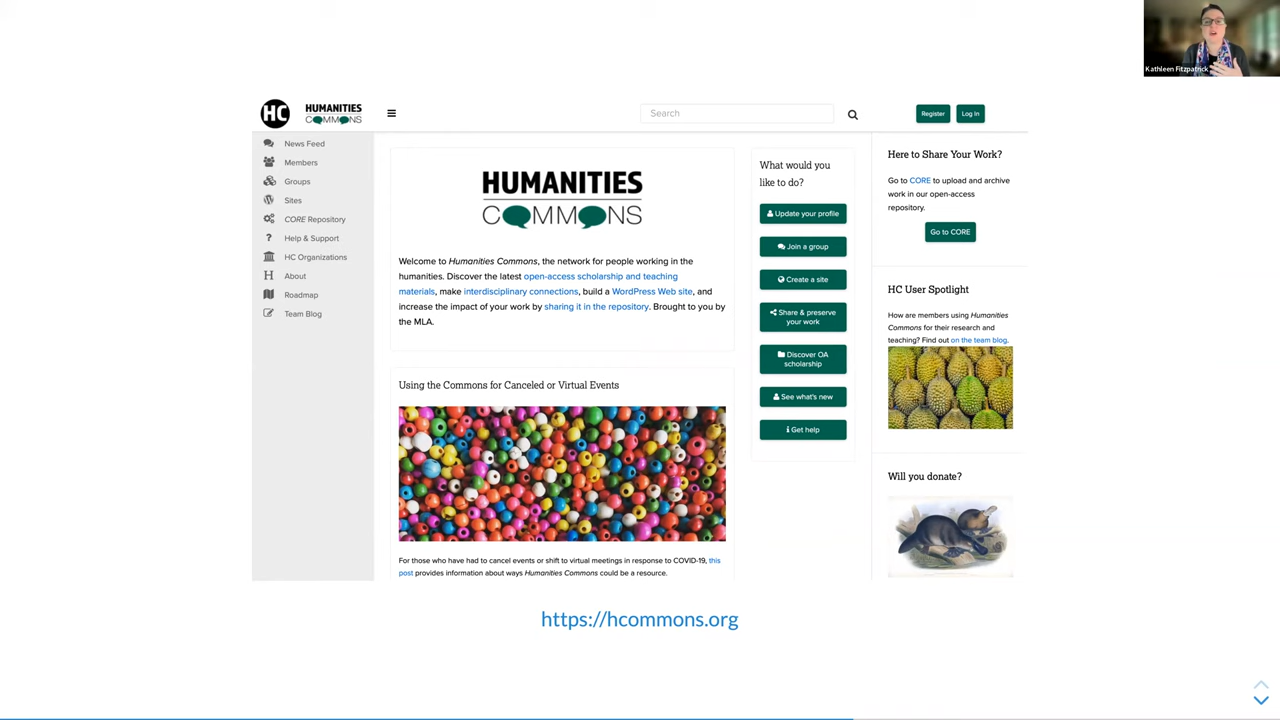 Kathleen Fitzpatrick
HC
HUMANITIES
COMMONS
Search
Register
Log In
News Feed
Members
Groups
Sites
CORE Repository
Help & Support
HC Organizations
About
Roadmap
Team Blog
HUMANITIES
COMMONS
Welcome to Humanities Commons, the network for people working in the
humanities. Discover the latest open-access scholarship and teaching
materials, make interdisciplinary connections, build a WordPress Web site, and
increase the impact of your work by sharing it in the repository. Brought to you by
the MLA.
Using the Commons for Canceled or Virtual Events
For those who have had to cancel events or shift to virtual meetings in response to COVID-19, this
post provides information about ways Humanities Commons could be a resource.
What would you
like to do?
Update your profile
Join a group
Create a site
Share & preserve
your work
Discover OA
scholarship
See what's new
Get help
Here to Share Your Work?
Go to CORE to upload and archive
work in our open-access
repository.
Go to CORE
HC User Spotlight
How are members using Humanities
Commons for their research and
teaching? Find out on the team blog.
Will you donate?
https://hcommons.org